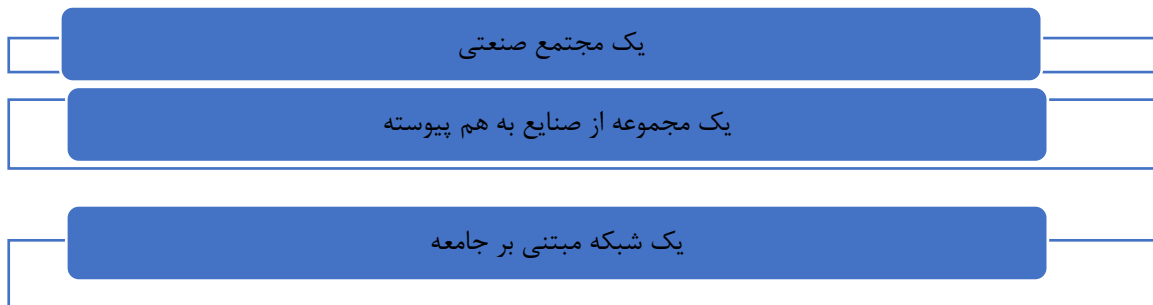 یک مجتمع صنعتی
یک مجموعه از صنایع به هم پیوسته
یک شبکه مبتنی بر جامعه